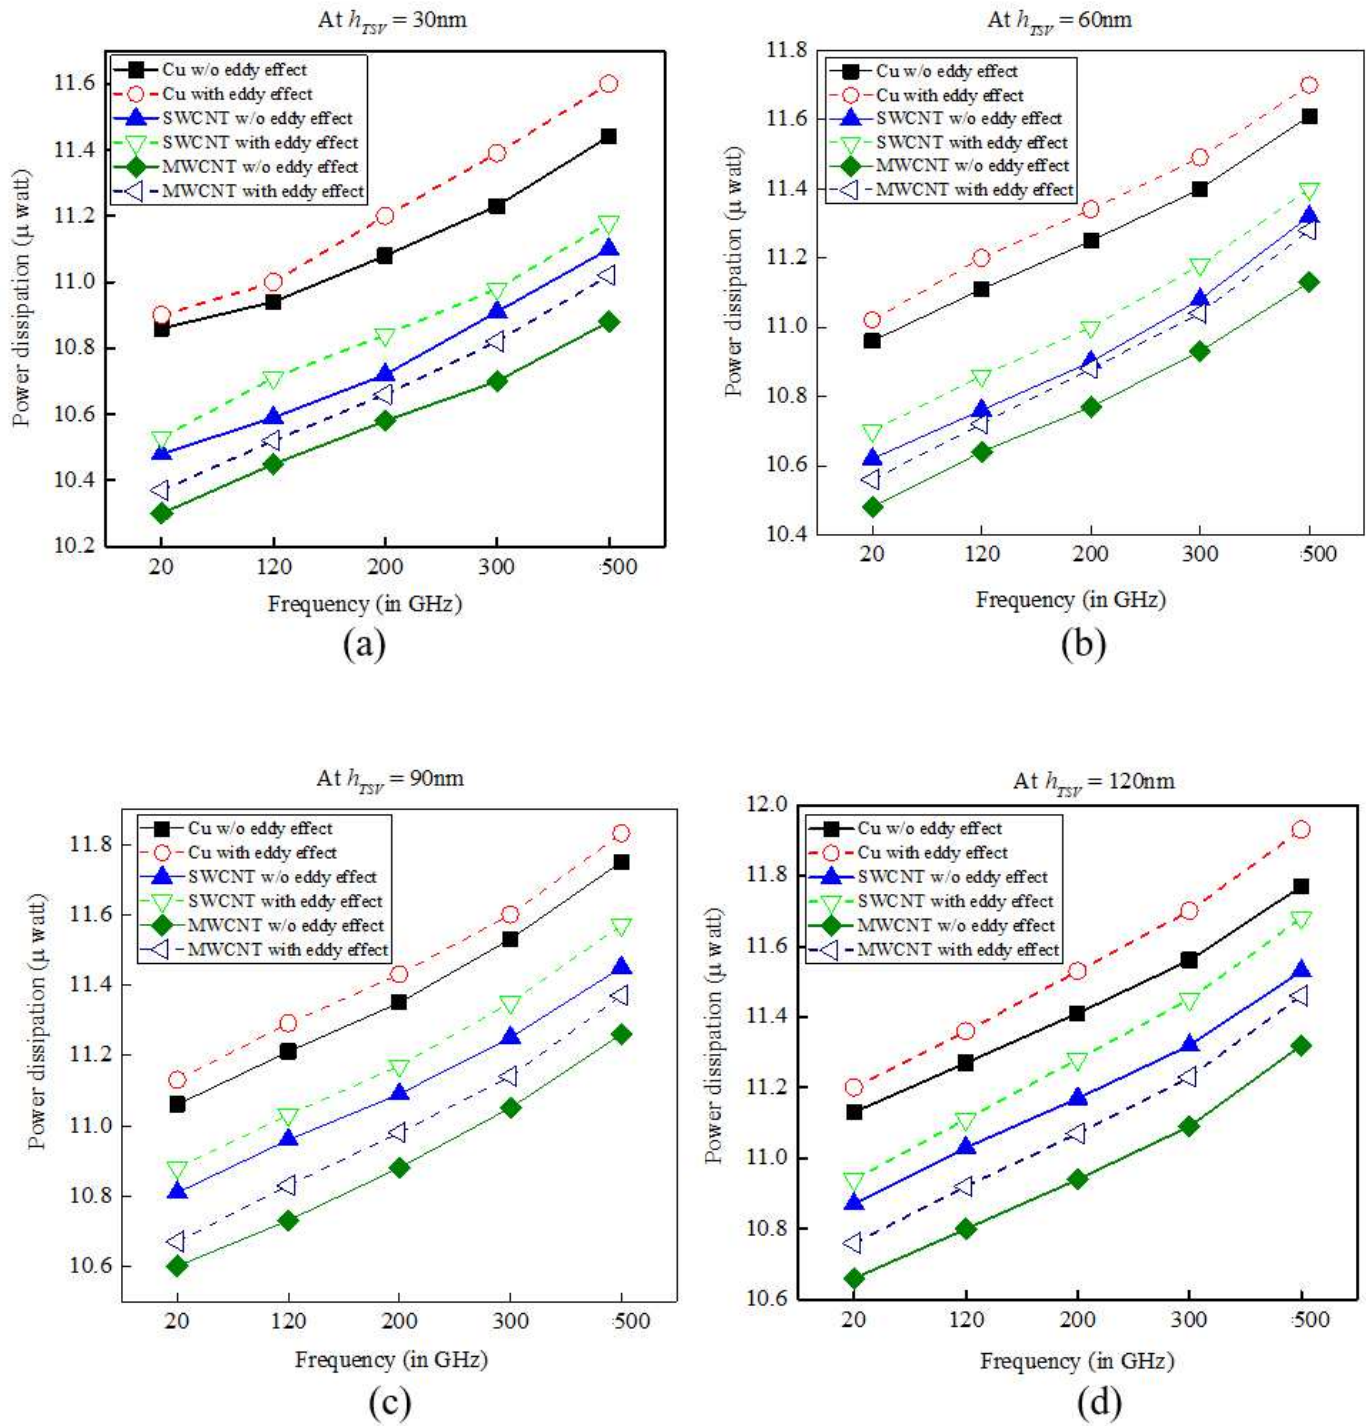 At h_TSV = 30nm
Power dissipation (μ watt)
11.6
11.4
11.2
11.0
10.8
10.6
10.4
10.2
Cu w/o eddy effect
Cu with eddy effect
SWCNT w/o eddy effect
SWCNT with eddy effect
MWCNT w/o eddy effect
MWCNT with eddy effect
20 120 200 300 500
Frequency (in GHz)
(a)
At h_TSV = 60nm
Power dissipation (μ watt)
11.8
11.6
11.4
11.2
11.0
10.8
10.6
10.4
Cu w/o eddy effect
Cu with eddy effect
SWCNT w/o eddy effect
SWCNT with eddy effect
MWCNT w/o eddy effect
MWCNT with eddy effect
20 120 200 300 500
Frequency (in GHz)
(b)
At h_TSV = 90nm
Power dissipation (μ watt)
11.8
11.6
11.4
11.2
11.0
10.8
10.6
Cu w/o eddy effect
Cu with eddy effect
SWCNT w/o eddy effect
SWCNT with eddy effect
MWCNT w/o eddy effect
MWCNT with eddy effect
20 120 200 300 500
Frequency (in GHz)
(c)
At h_TSV = 120nm
Power dissipation (μ watt)
12.0
11.8
11.6
11.4
11.2
11.0
10.8
10.6
Cu w/o eddy effect
Cu with eddy effect
SWCNT w/o eddy effect
SWCNT with eddy effect
MWCNT w/o eddy effect
MWCNT with eddy effect
20 120 200 300 500
Frequency (in GHz)
(d)